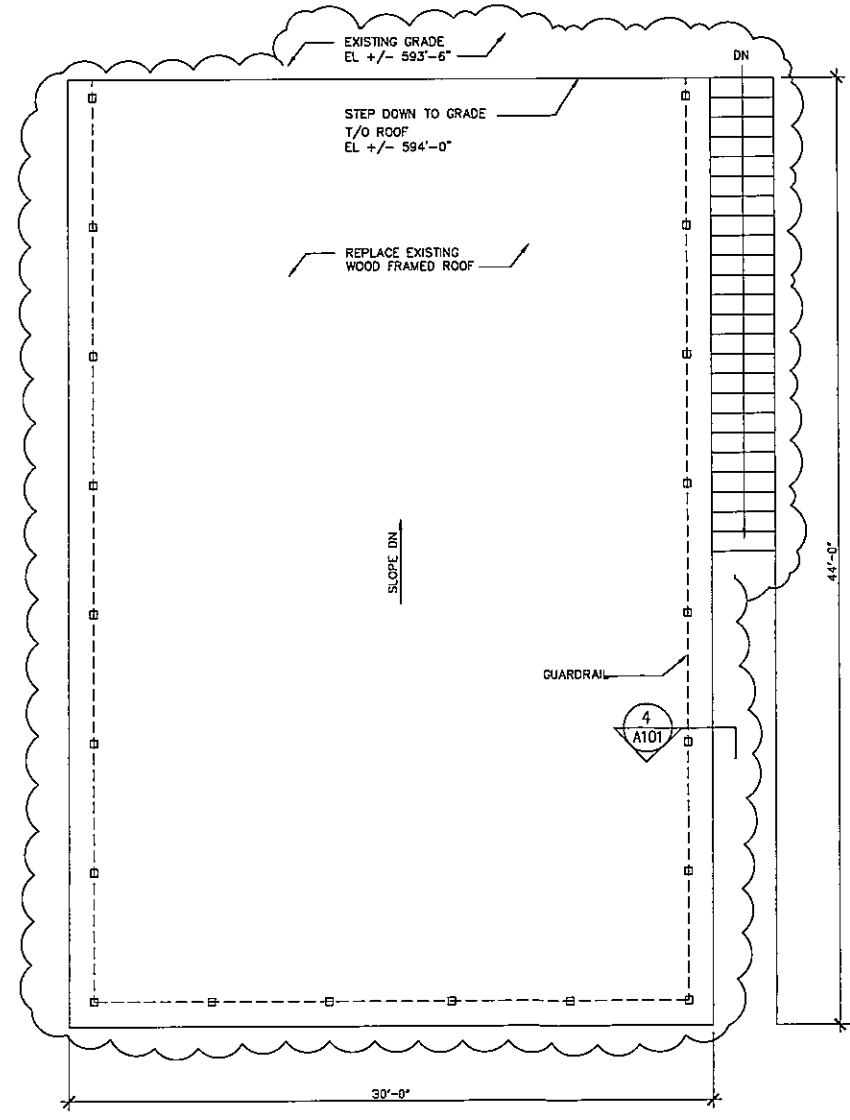 EXISTING GRADE
EL +/- 593'-6"
DN
STEP DOWN TO GRADE
T/O ROOF
EL +/- 594'-0"
REPLACE EXISTING
WOOD FRAMED ROOF
SLOPE DN
44'-0"
GUARDRAIL
4
A101
30'-0"